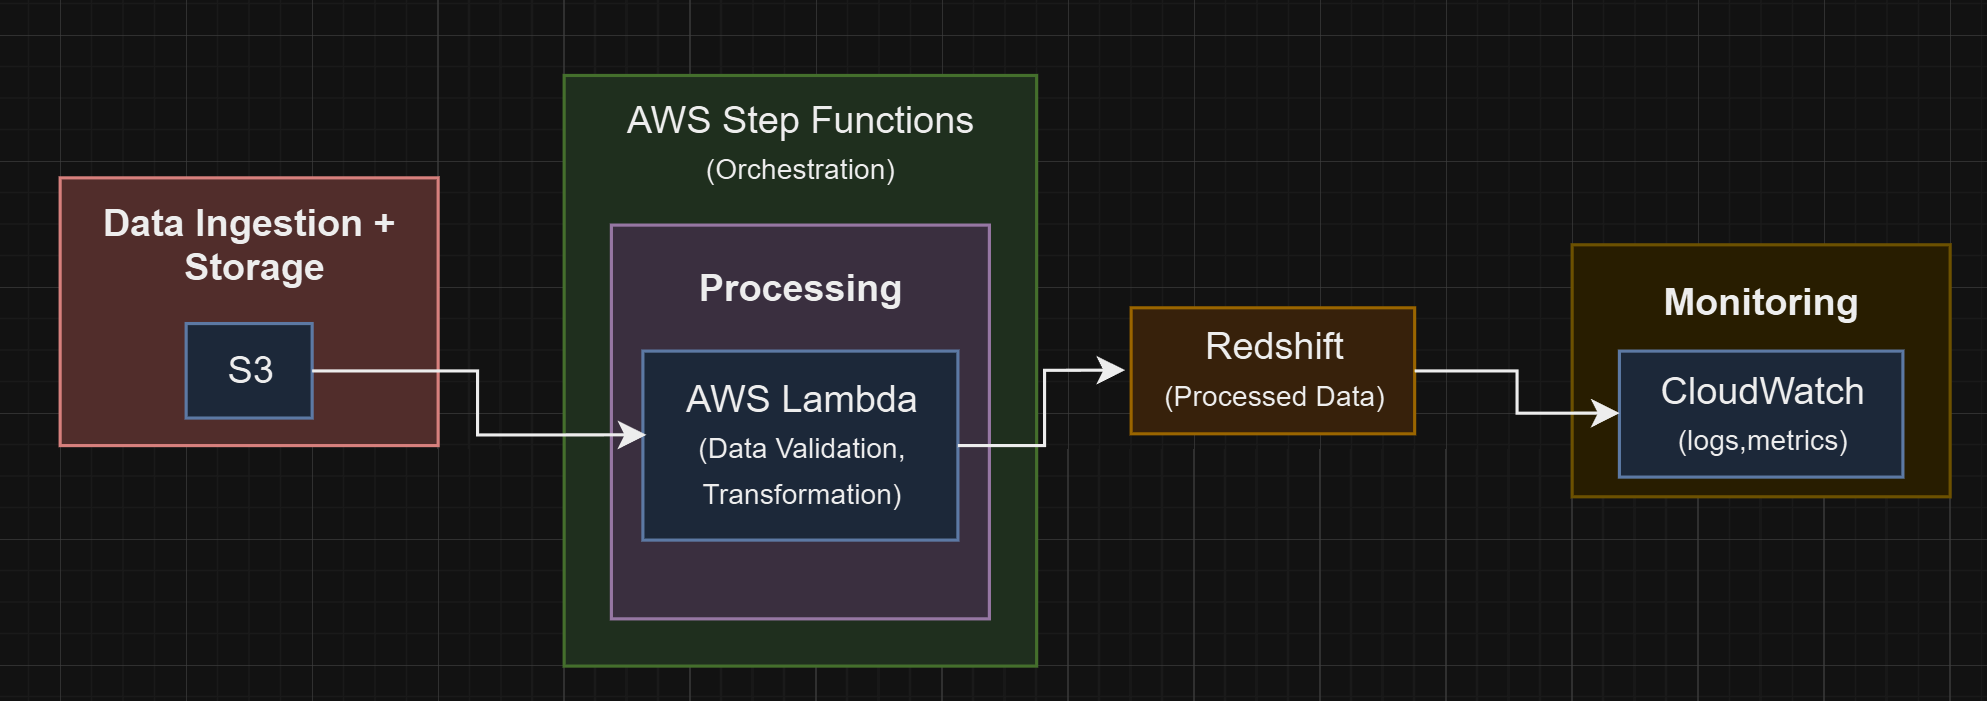 Data Ingestion +
Storage
S3
AWS Step Functions
(Orchestration)
Processing
AWS Lambda
(Data Validation,
Transformation)
Redshift
(Processed Data)
Monitoring
CloudWatch
(logs,metrics)